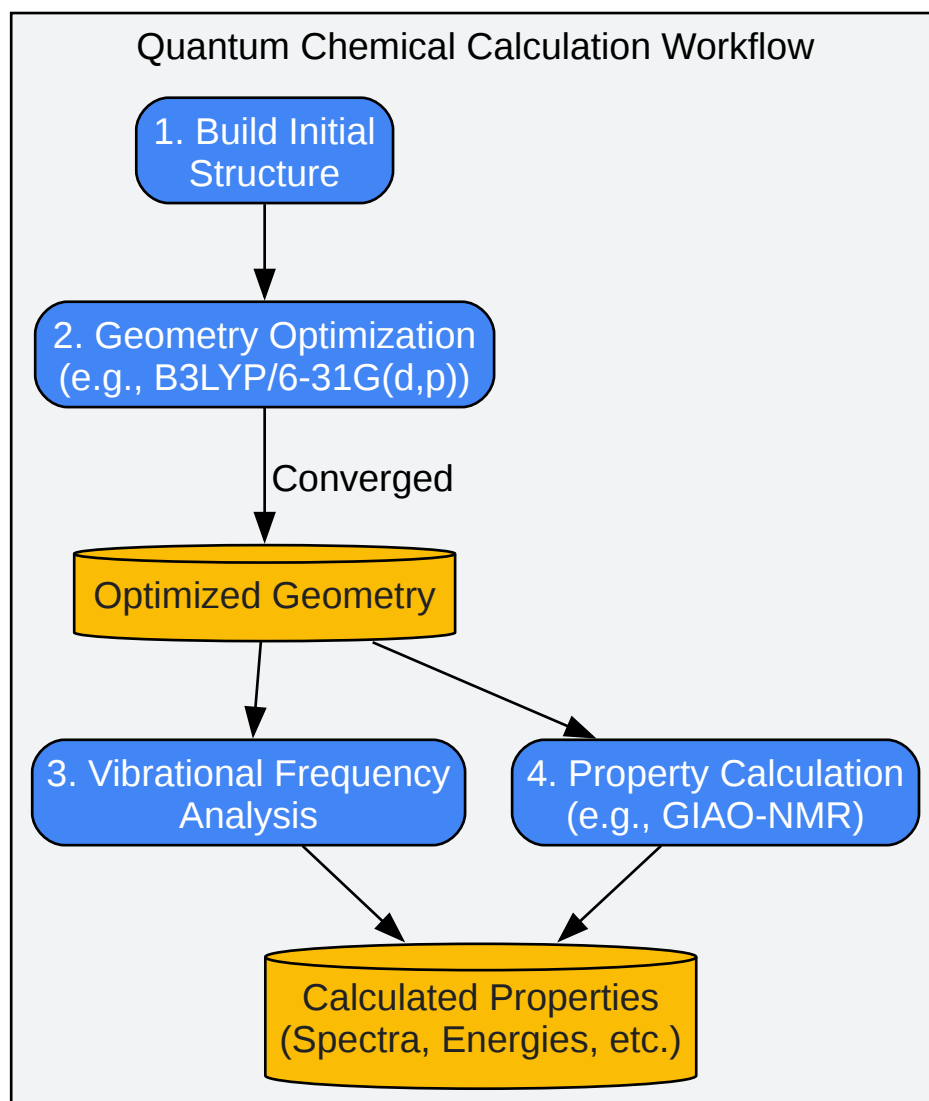 Quantum Chemical Calculation Workflow
1. Build Initial
Structure
2. Geometry Optimization
(e.g., B3LYP/6-31G(d,p))
Converged
Optimized Geometry
3. Vibrational Frequency
Analysis
4. Property Calculation
(e.g., GIAO-NMR)
Calculated Properties
(Spectra, Energies, etc.)